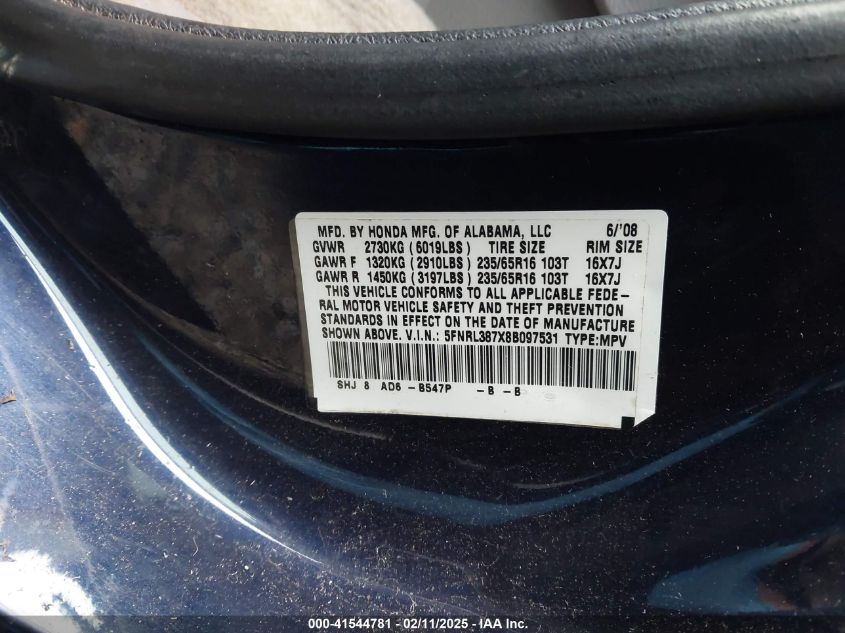 MFD. BY HONDA MFG. OF ALABAMA, LLC 6/'08
GVWR 2730KG (6019LBS) TIRE SIZE RIM SIZE
GAWR F 1320KG (2910LBS) 235/65R16 103T 16X7J
GAWR R 1450KG (3197LBS) 235/65R16 103T 16X7J
THIS VEHICLE CONFORMS TO ALL APPLICABLE FEDE-
RAL MOTOR VEHICLE SAFETY AND THEFT PREVENTION
STANDARDS IN EFFECT ON THE DATE OF MANUFACTURE
SHOWN ABOVE. V.I.N.: 5FNRL387X8B097531 TYPE:MPV
SHJ 8 AD6 -B547P -B -B
000-41544781 - 02/11/2025 - IAAI.com